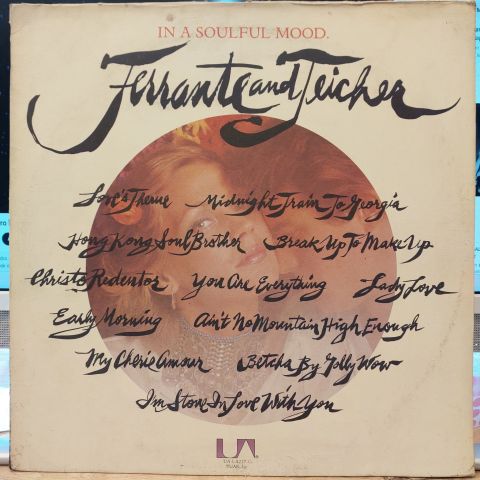 IN A SOULFUL MOOD.
Ferrante and Teicher
Love's Theme Midnight Train To Georgia
Hong Kong Soul Brother Break Up To Make Up
Christo Redentor You Are Everything Lady Love
Early Morning Ain't No Mountain High Enough
My Cherie Amour Betcha By Golly Wow
I'm Stone In Love With You
UA